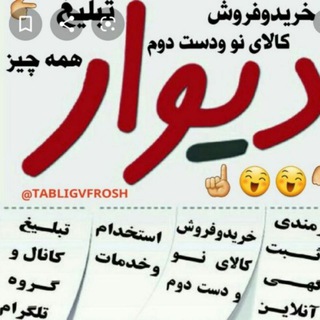 خریدوفروش
تبلیغ
کالای نو ودست دوم
همه چیز
دیوار
@TABLIGVFROSH
خریدوفروش
کالای نو
و دست دوم
استخدام
وخدمات
تبلیغ
کانال و
گروه
تلگرام
آنلاین